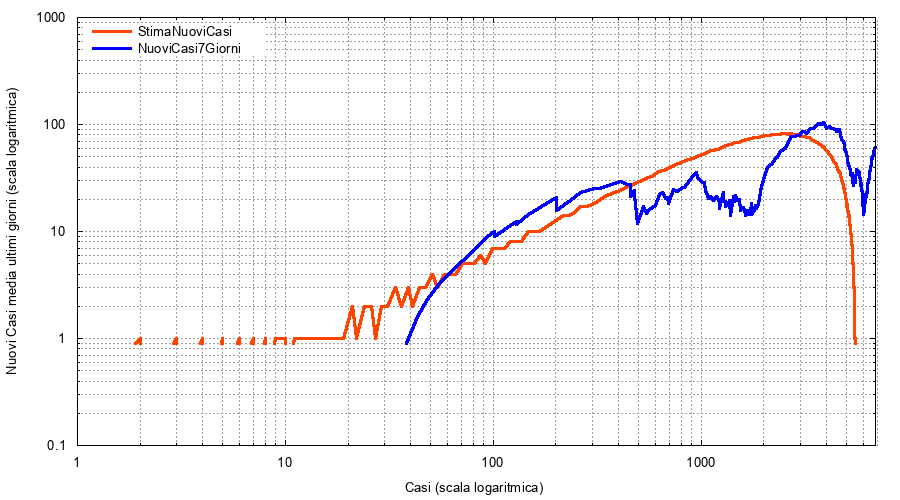 1000
StimaNuoviCasi
NuoviCasi7Giorni
100
10
1
0.1
Nuovi Casi media ultimi giorni (scala logaritmica)
1 10 100 1000
Casi (scala logaritmica)